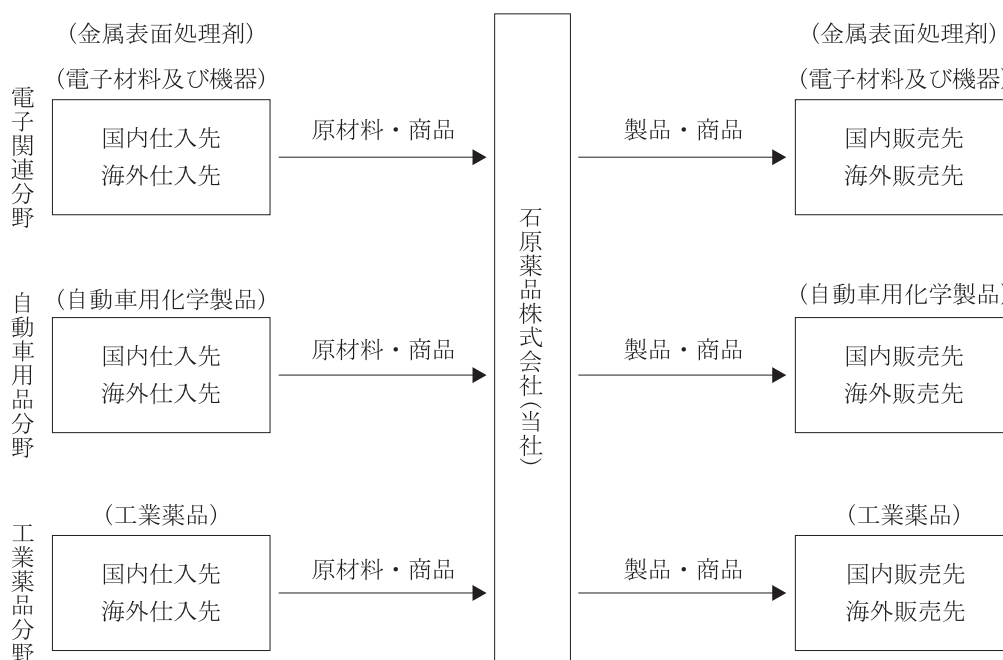 (金属表面処理剤)
(電子材料及び機器)
電子関連分野
国内仕入先
海外仕入先
原材料・商品
石原薬品株式会社(当社)
製品・商品
(金属表面処理剤)
(電子材料及び機器)
国内販売先
海外販売先
自動車用品分野
(自動車用化学製品)
国内仕入先
海外仕入先
原材料・商品
製品・商品
(自動車用化学製品)
国内販売先
海外販売先
工業薬品分野
(工業薬品)
国内仕入先
海外仕入先
原材料・商品
製品・商品
(工業薬品)
国内販売先
海外販売先